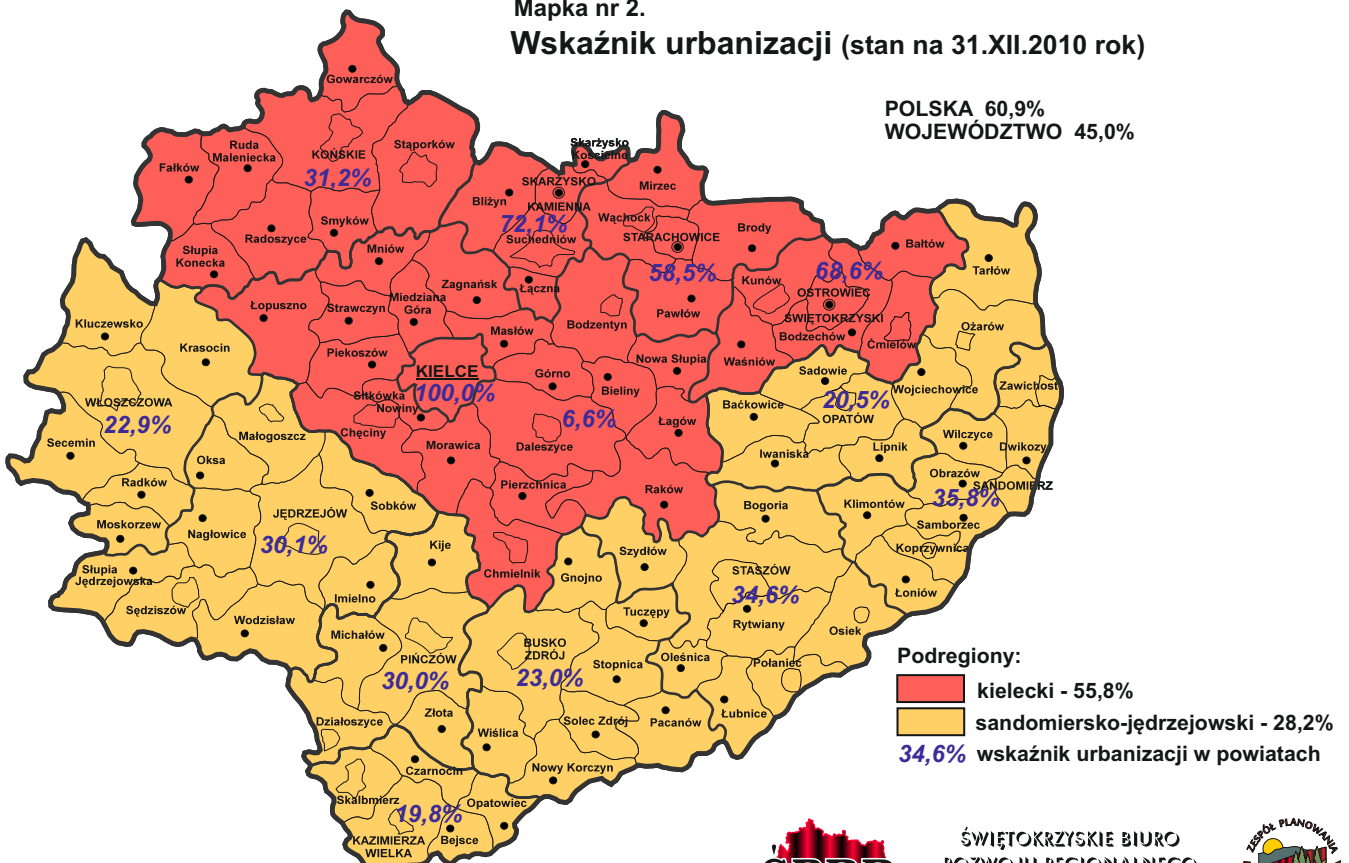 Mapka nr 2.
Wskaźnik urbanizacji (stan na 31.XII.2010 rok)
POLSKA 60,9%
WOJEWÓDZTWO 45,0%
Gowarczów
Ruda
Maleniecka
KOŃSKIE
31,2%
Stąporków
Fałków
Skarżysko
Kościelne
SKARŻYSKO
KAMIENNA
72,1%
Suchedniów
Bliżyn
Mirzec
Wąchock
STARACHOWICE
58,5%
Brody
Bałtów
Tarłów
Smyków
Radoszyce
Słupia
Konecka
Mniów
Łączna
Zagnańsk
Pawłów
Kunów
68,6%
OSTROWIEC
ŚWIĘTOKRZYSKI
Bodzechów
Ćmielów
Ożarów
Łopuszno
Strawczyn
Miedziana
Góra
Masłów
Bodzentyn
Kluczewsko
Krasocin
Piekoszów
KIELCE
100,0%
Górno
Bieliny
Nowa Słupia
Waśniów
Sadowie
Wojciechowice
Zawichost
WŁOSZCZOWA
22,9%
Sitkówka
Nowiny
Chęciny
6,6%
Łagów
Baćkowice
20,5%
OPATÓW
Małogoszcz
Morawica
Daleszyce
Secemin
Oksa
Iwaniska
Lipnik
Wilczyce
Dwikozy
Radków
Sobków
Pierzchnica
Raków
Obrazów
SANDOMIERZ
35,8%
Moskorzew
Nagłowice
JĘDRZEJÓW
30,1%
Bogoria
Klimontów
Samborzec
Kije
Chmielnik
Gnojno
Szydłów
Koprzywnica
Słupia
Jędrzejowska
Imielno
STASZÓW
34,6%
Łoniów
Sędziszów
Wodzisław
Tuczępy
Rytwiany
Osiek
Michałów
PIŃCZÓW
30,0%
BUSKO
ZDRÓJ
23,0%
Stopnica
Oleśnica
Połaniec
Działoszyce
Złota
Wiślica
Solec Zdrój
Pacanów
Łubnice
Czarnocin
Nowy Korczyn
Skalbmierz
19,8%
Opatowiec
KAZIMIERZA
WIELKA
Bejsce
Podregiony:
kielecki - 55,8%
sandomiersko-jędrzejowski - 28,2%
34,6% wskaźnik urbanizacji w powiatach
ŚWIĘTOKRZYSKIE BIURO
ROZWOJU REGIONALNEGO
ZESPÓŁ PLANOWANIA